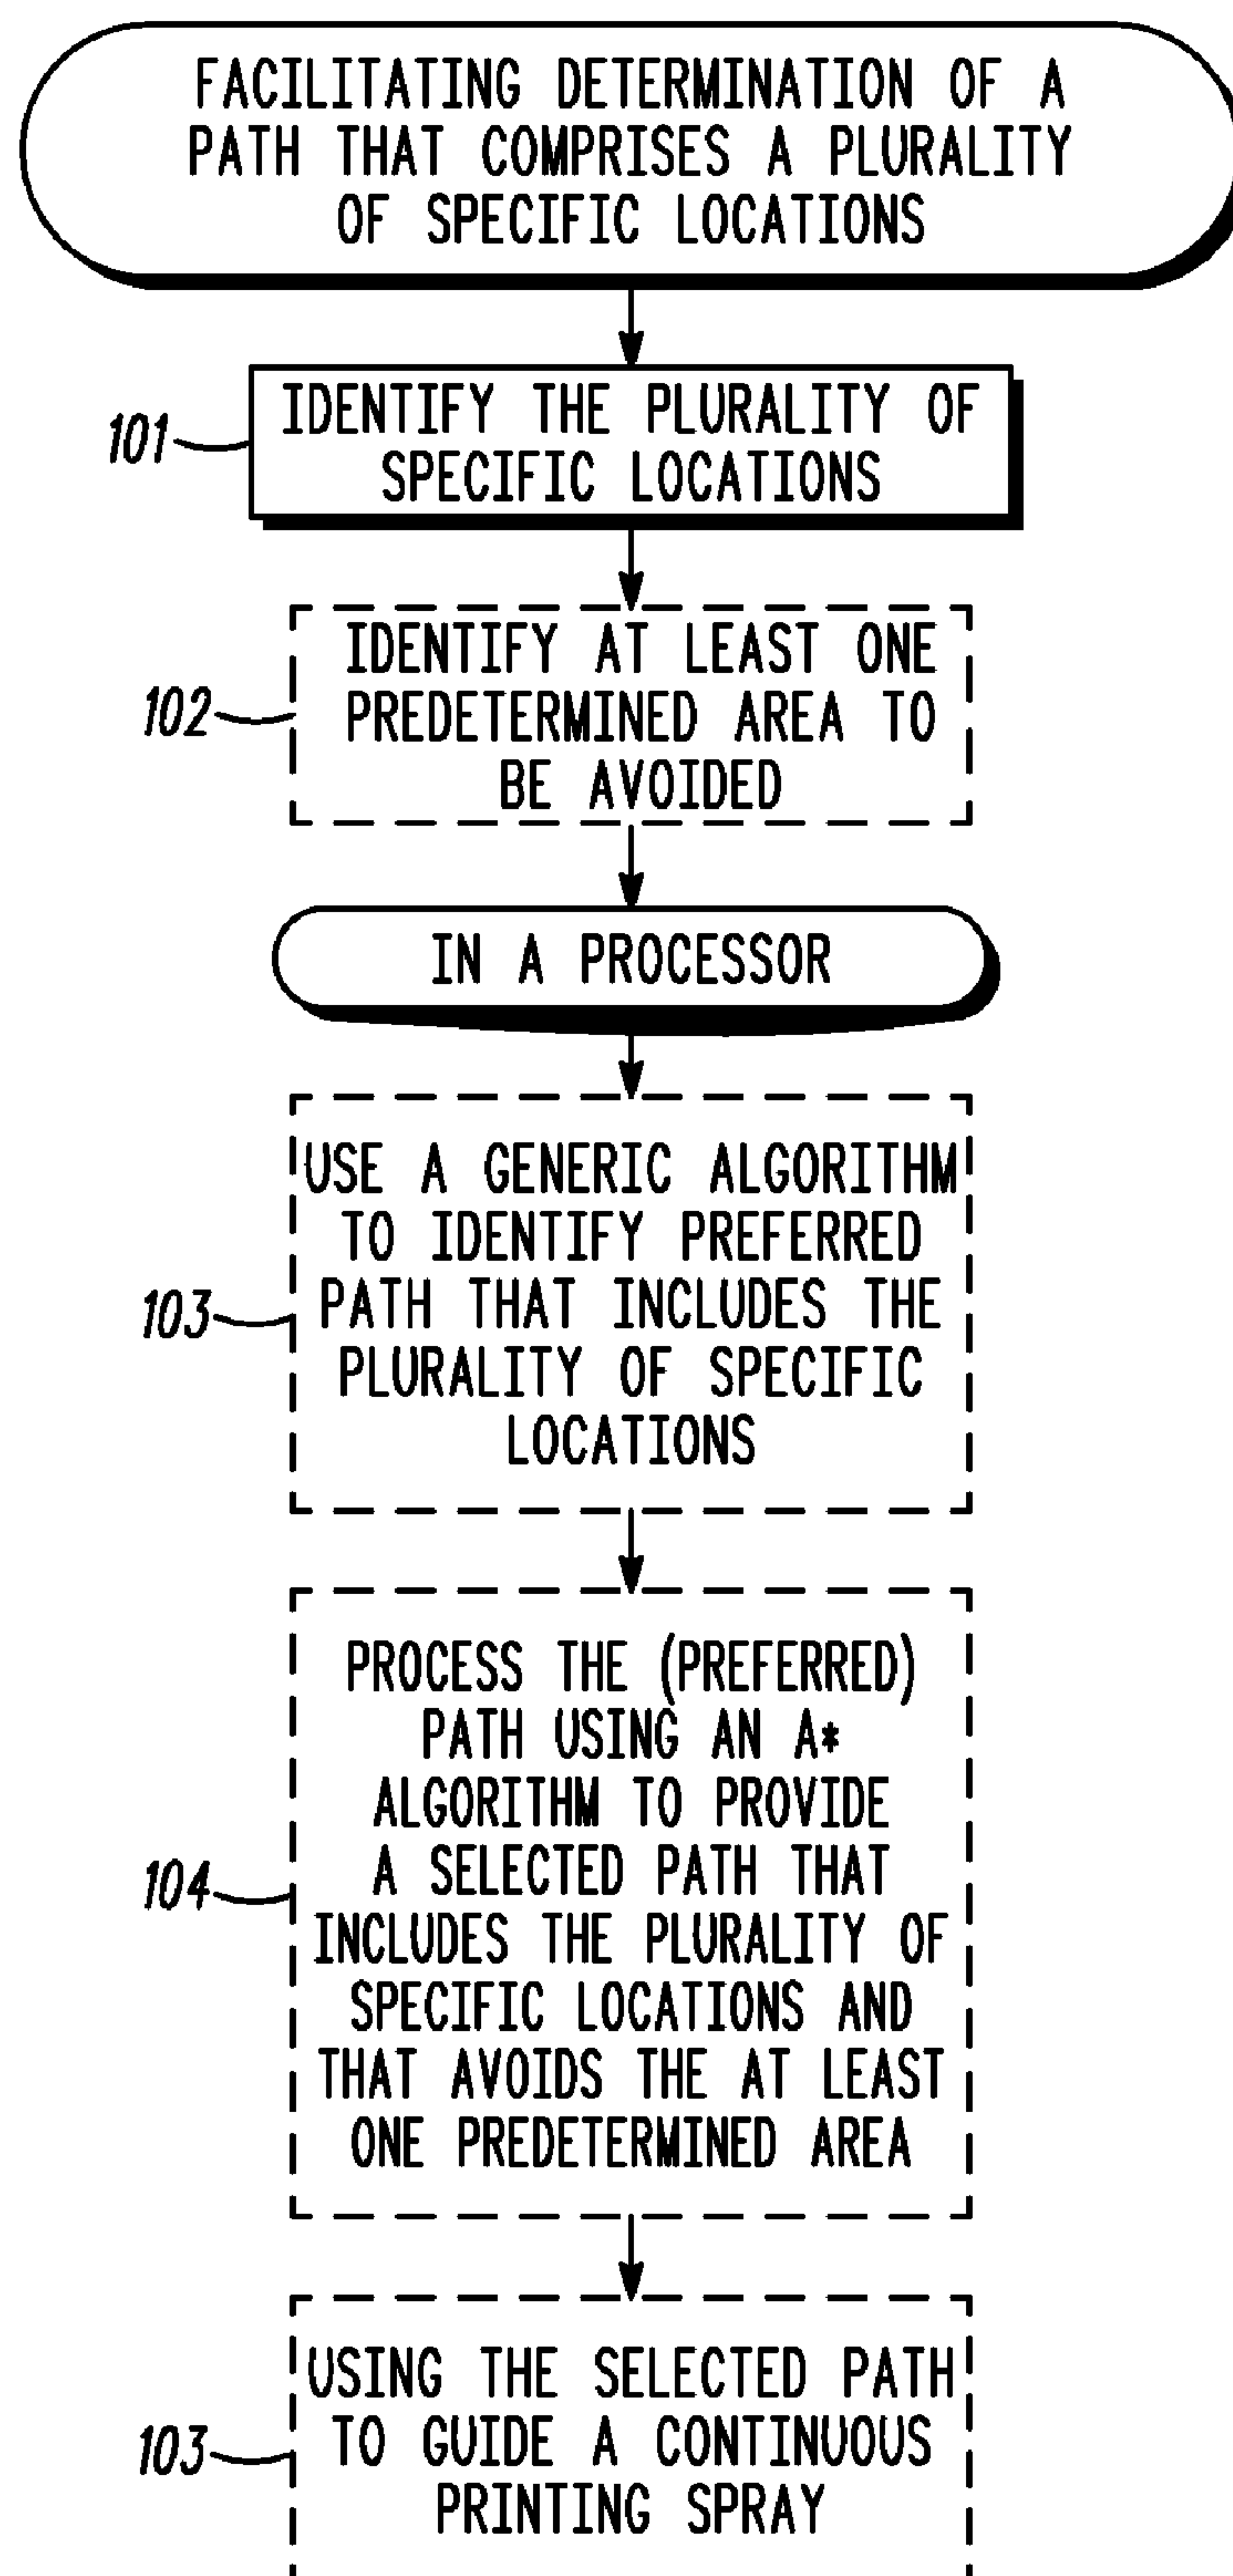 FACILITATING DETERMINATION OF A
PATH THAT COMPRISES A PLURALITY
OF SPECIFIC LOCATIONS
101
IDENTIFY THE PLURALITY OF
SPECIFIC LOCATIONS
102
IDENTIFY AT LEAST ONE
PREDETERMINED AREA TO
BE AVOIDED
IN A PROCESSOR
103
USE A GENERIC ALGORITHM
TO IDENTIFY PREFERRED
PATH THAT INCLUDES THE
PLURALITY OF SPECIFIC
LOCATIONS
104
PROCESS THE (PREFERRED)
PATH USING AN A*
ALGORITHM TO PROVIDE
A SELECTED PATH THAT
INCLUDES THE PLURALITY OF
SPECIFIC LOCATIONS AND
THAT AVOIDS THE AT LEAST
ONE PREDETERMINED AREA
103
USING THE SELECTED PATH
TO GUIDE A CONTINUOUS
PRINTING SPRAY